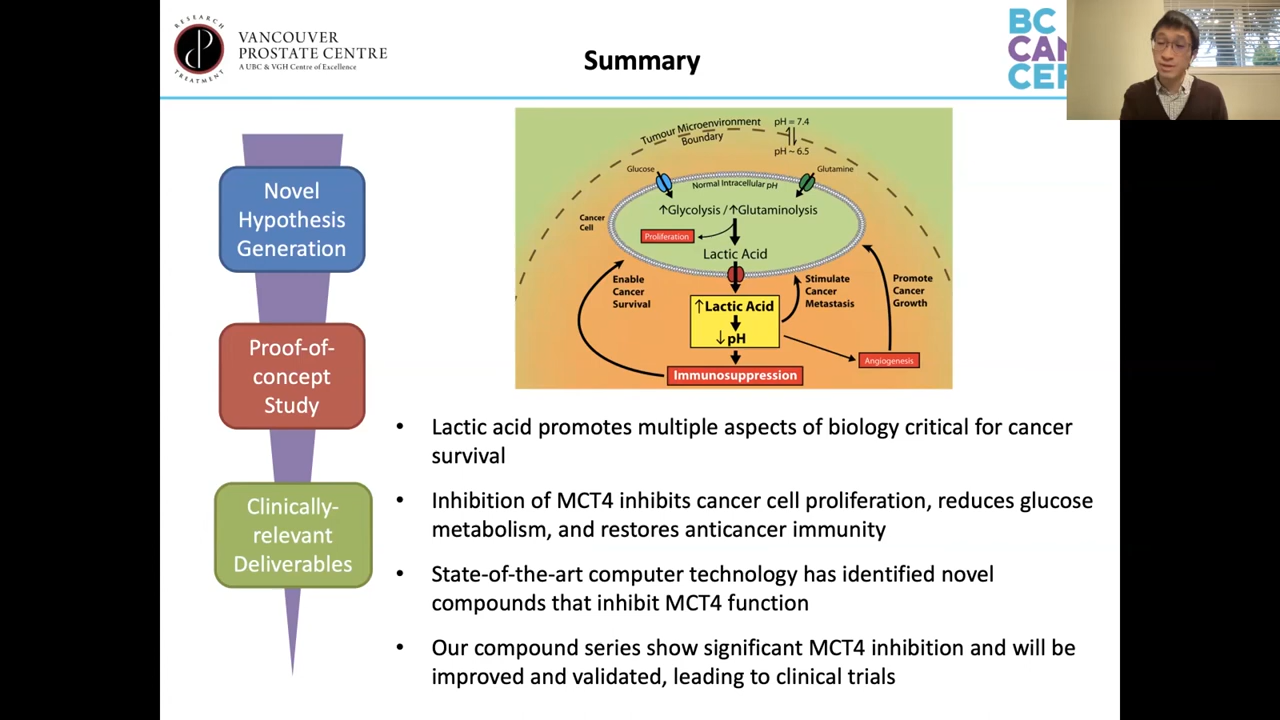 RESEARCH
TREATMENT
VANCOUVER
PROSTATE CENTRE
A UBC & VGH Centre of Excellence
Summary
BC
CAN
CER
Novel
Hypothesis
Generation
Proof-of-
concept
Study
Clinically-
relevant
Deliverables
Tumour Microenvironment
Boundary
pH = 7.4
pH ~ 6.5
Glucose
Glutamine
Normal Intracellular pH
↑Glycolysis / ↑Glutaminolysis
Cancer
Cell
Proliferation
Lactic Acid
Enable
Cancer
Survival
Stimulate
Cancer
Metastasis
Promote
Cancer
Growth
↑Lactic Acid
↓pH
Angiogenesis
Immunosuppression
• Lactic acid promotes multiple aspects of biology critical for cancer
survival
• Inhibition of MCT4 inhibits cancer cell proliferation, reduces glucose
metabolism, and restores anticancer immunity
• State-of-the-art computer technology has identified novel
compounds that inhibit MCT4 function
• Our compound series show significant MCT4 inhibition and will be
improved and validated, leading to clinical trials